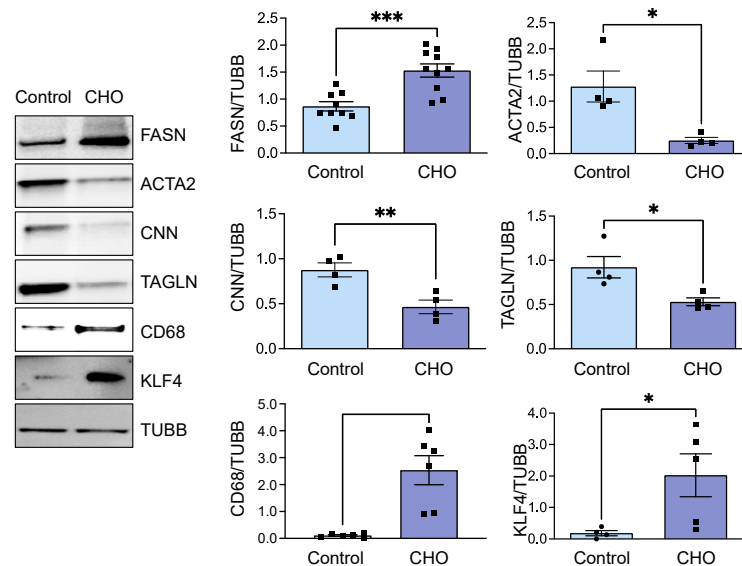 Control CHO
FASN
ACTA2
CNN
TAGLN
CD68
KLF4
TUBB
FASN/TUBB
2.5
2.0
1.5
1.0
0.5
0.0
***
Control CHO
ACTA2/TUBB
2.5
2.0
1.5
1.0
0.5
0.0
*
Control CHO
CNN/TUBB
1.5
1.0
0.5
0.0
**
Control CHO
TAGLN/TUBB
1.5
1.0
0.5
0.0
*
Control CHO
CD68/TUBB
5.0
4.0
3.0
2.0
1.0
0.0
Control CHO
KLF4/TUBB
4.0
3.0
2.0
1.0
0.0
*
Control CHO